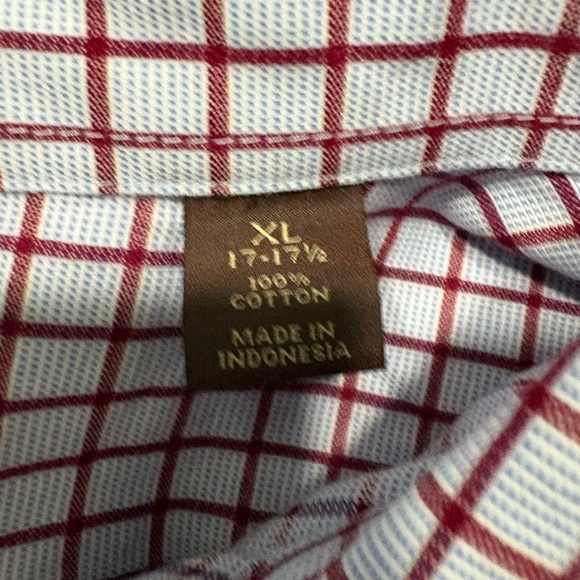 XL
17-17½
100%
COTTON
MADE IN
INDONESIA